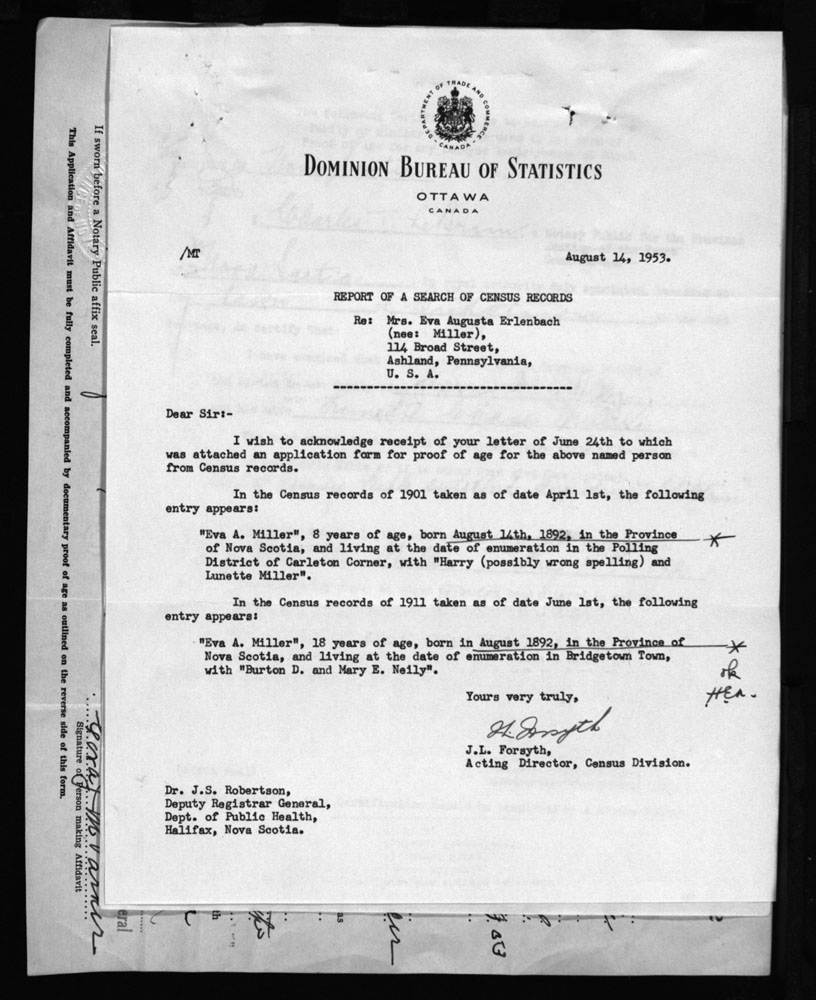 DEPARTMENT OF TRADE AND COMMERCE
CANADA
DOMINION BUREAU OF STATISTICS
OTTAWA
CANADA
/MT
August 14, 1953.
REPORT OF A SEARCH OF CENSUS RECORDS
Re: Mrs. Eva Augusta Erlenbach
(nee: Miller),
114 Broad Street,
Ashland, Pennsylvania,
U. S. A.
Dear Sir:-
I wish to acknowledge receipt of your letter of June 24th to which
was attached an application form for proof of age for the above named person
from Census records.
In the Census records of 1901 taken as of date April 1st, the following
entry appears:
"Eva A. Miller", 8 years of age, born August 14th, 1892, in the Province
of Nova Scotia, and living at the date of enumeration in the Polling
District of Carleton Corner, with "Harry (possibly wrong spelling) and
Lunette Miller".
In the Census records of 1911 taken as of date June 1st, the following
entry appears:
"Eva A. Miller", 18 years of age, born in August 1892, in the Province of
Nova Scotia, and living at the date of enumeration in Bridgetown Town,
with "Burton D. and Mary E. Neily".
ok
Yours very truly,
J.L. Forsyth
J.L. Forsyth,
Acting Director, Census Division.
Dr. J.S. Robertson,
Deputy Registrar General,
Dept. of Public Health,
Halifax, Nova Scotia.
If sworn before a Notary Public affix seal.
This Application and Affidavit must be fully completed and accompanied by documentary proof of age as outlined on the reverse side of this form.
Signature of Person making Affidavit
eral
th
as